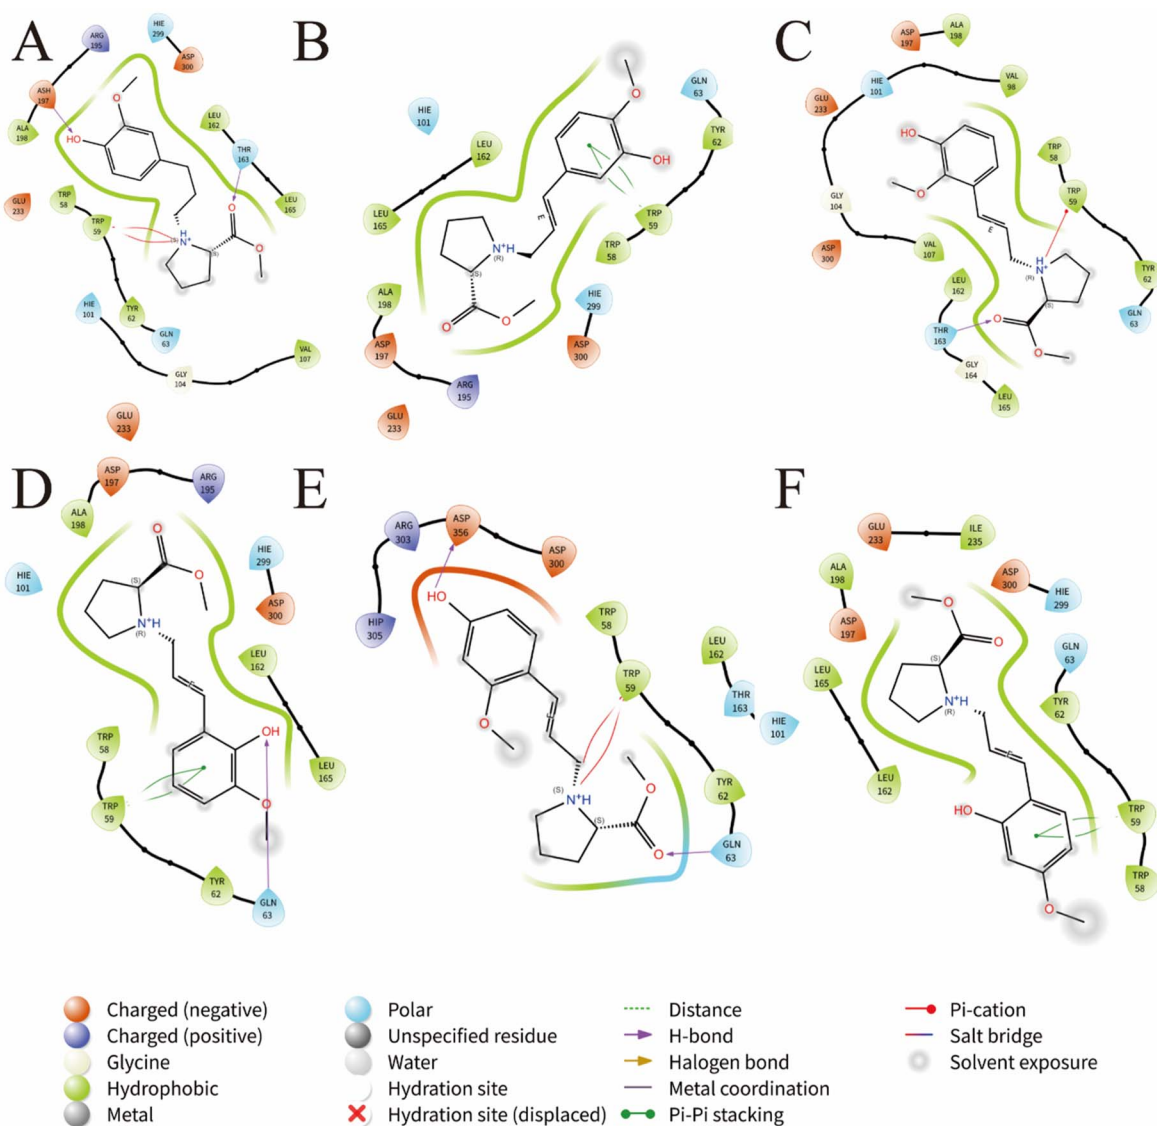 A
ARG
195
HIE
299
ASP
300
ASH
197
ALA
198
HO
O
LEU
162
THR
163
LEU
165
GLU
233
TRP
58
TRP
59
H
N+
(S)
(S)
O
O
HIE
101
TYR
62
GLN
63
GLY
104
VAL
107
B
HIE
101
LEU
162
LEU
165
GLN
63
TYR
62
O
OH
E
TRP
59
TRP
58
N+H
(R)
(S)
O
O
ALA
198
ASP
197
ARG
195
GLU
233
HIE
299
ASP
300
C
ASP
197
ALA
198
HIE
101
VAL
98
GLU
233
HO
O
GLY
104
E
TRP
58
TRP
59
ASP
300
VAL
107
H
N+
(R)
(S)
TYR
62
GLN
63
LEU
162
THR
163
GLY
164
LEU
165
O
O
D
GLU
233
ASP
197
ARG
195
ALA
198
HIE
101
O
O
(S)
N+H
(R)
HIE
299
ASP
300
E
LEU
162
LEU
165
TRP
58
TRP
59
OH
O
TYR
62
GLN
63
E
ARG
303
ASP
356
ASP
300
HIP
305
HO
O
E
TRP
58
TRP
59
LEU
162
THR
163
HIE
101
(S)
N+H
(S)
O
O
TYR
62
GLN
63
F
GLU
233
ILE
235
ALA
198
ASP
197
ASP
300
HIE
299
LEU
165
LEU
162
O
O
(S)
N+H
(R)
E
GLN
63
TYR
62
TRP
59
TRP
58
HO
O
Charged (negative)
Charged (positive)
Glycine
Hydrophobic
Metal
Polar
Unspecified residue
Water
Hydration site
Hydration site (displaced)
Distance
H-bond
Halogen bond
Metal coordination
Pi-Pi stacking
Pi-cation
Salt bridge
Solvent exposure